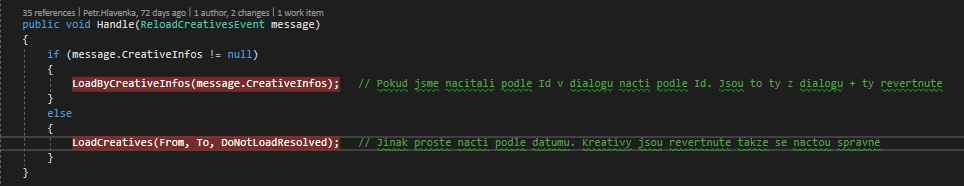 35 references | Petr.Hlavenka, 72 days ago | 1 author, 2 changes | 1 work item
public void Handle(ReloadCreativesEvent message)
{
if (message.CreativeInfos != null)
{
LoadByCreativeInfos(message.CreativeInfos); // Pokud jsme nacitali podle Id v dialogu nacti podle Id. Jsou to ty z dialogu + ty revertnute
}
else
{
LoadCreatives(From, To, DoNotLoadResolved); // Jinak proste nacti podle datumu. Kreativy jsou revertnute takze se nactou spravne
}
}